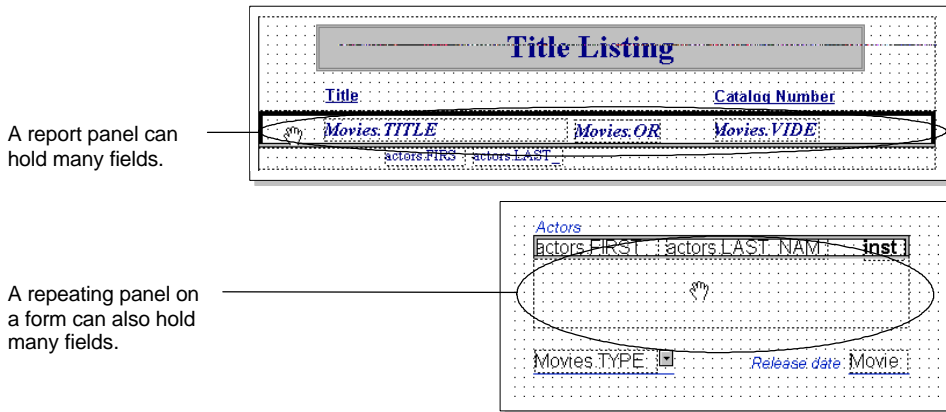 Title Listing
Title Catalog Number
A report panel can
hold many fields.
Movies.TITLE Movies.OR Movies.VIDE
actors.FIRS actors.LAST_
Actors
actors.FIRST actors.LAST_NAM inst
A repeating panel on
a form can also hold
many fields.
Movies.TYPE Release date Movie